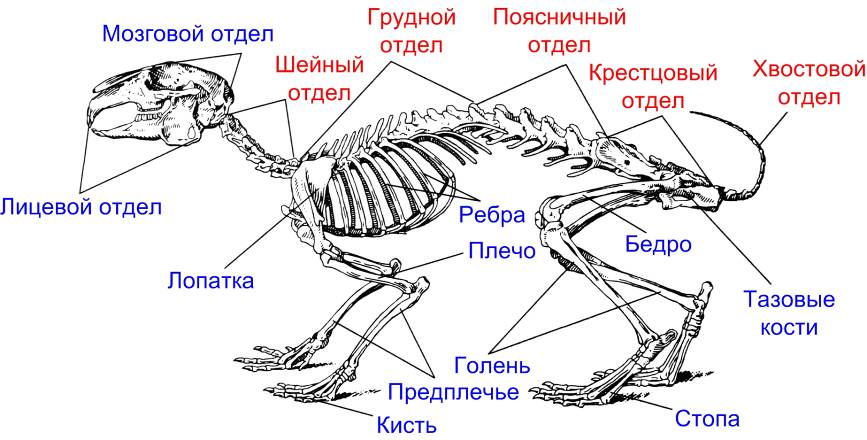 Мозговой отдел
Грудной
отдел
Поясничный
отдел
Шейный
отдел
Крестцовый
отдел
Хвостовой
отдел
Лицевой отдел
Ребра
Плечо
Бедро
Лопатка
Тазовые
кости
Голень
Предплечье
Кисть
Стопа